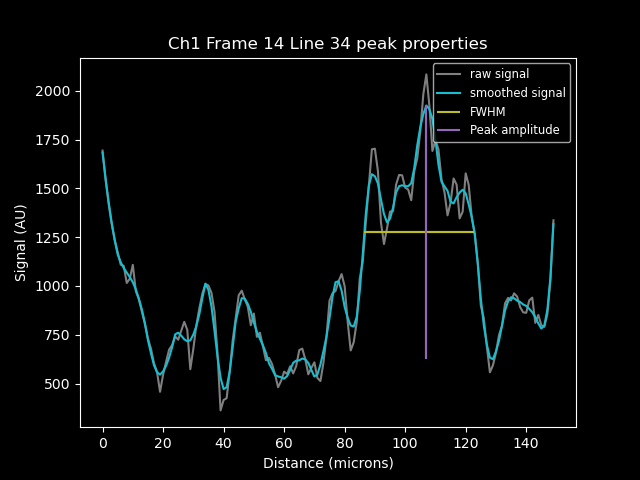 Ch1 Frame 14 Line 34 peak properties
raw signal
smoothed signal
FWHM
Peak amplitude
Signal (AU)
2000
1750
1500
1250
1000
750
500
0 20 40 60 80 100 120 140
Distance (microns)